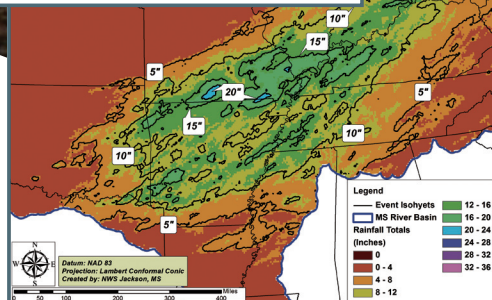 10"
15"
5"
20"
5"
15"
10"
10"
5"
Legend
Event Isohyets
MS River Basin
Rainfall Totals
(Inches)
0
0 - 4
4 - 8
8 - 12
12 - 16
16 - 20
20 - 24
24 - 28
28 - 32
32 - 36
N
W
E
S
Datum: NAD 83
Projection: Lambert Conformal Conic
Created by: NWS Jackson, MS
0
50
100
200
300
400
Miles